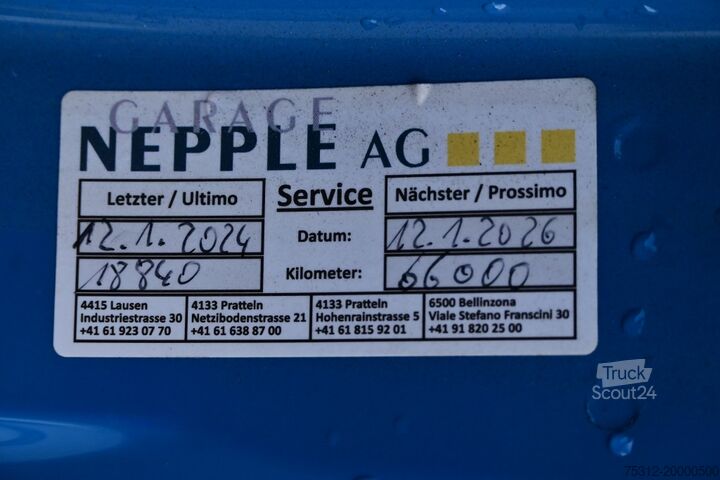 GARAGE
NEPPLE AG
Letzter / Ultimo Service Nächster / Prossimo
12.1.2024 Datum: 12.1.2026
18840 Kilometer: 66000
4415 Lausen 4133 Pratteln 4133 Pratteln 6500 Bellinzona
Industriestrasse 30 Netzibodenstrasse 21 Hohenrainstrasse 5 Viale Stefano Franscini 30
+41 61 923 07 70 +41 61 638 87 00 +41 61 815 92 01 +41 91 820 25 00
Truck
Scout24
75312-20000500